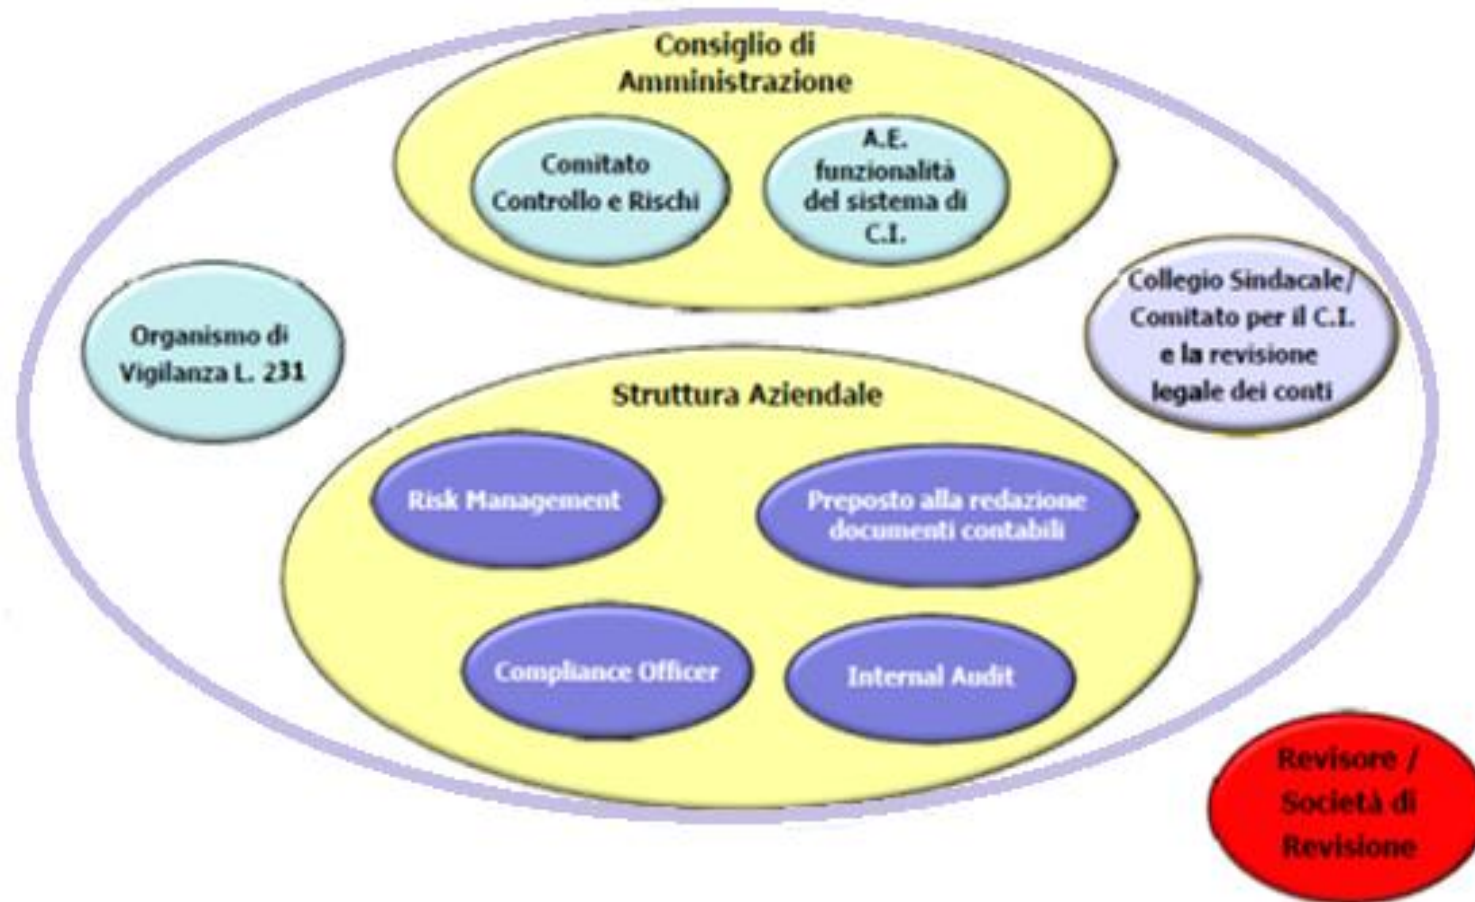 Consiglio di
Amministrazione
Comitato
Controllo e Rischi
A.E.
funzionalità
del sistema di
C.I.
Organismo di
Vigilanza L. 231
Collegio Sindacale/
Comitato per il C.I.
e la revisione
legale dei conti
Struttura Aziendale
Risk Management
Preposto alla redazione
documenti contabili
Compliance Officer
Internal Audit
Revisore /
Società di
Revisione